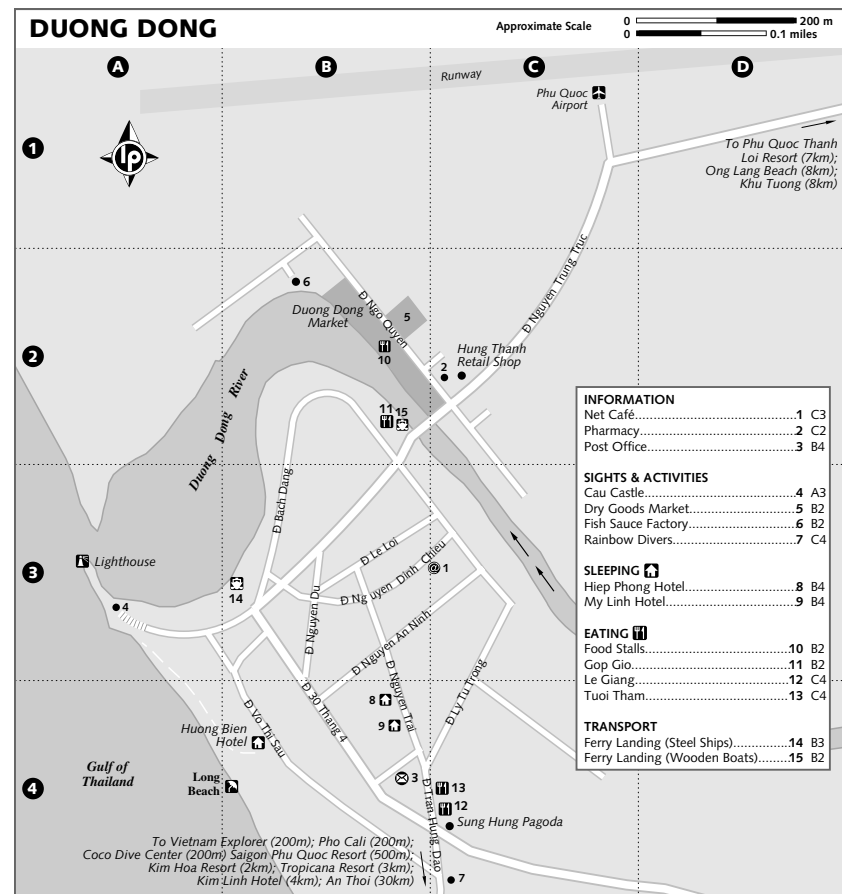 DUONG DONG
Approximate Scale
0 200 m
0 0.1 miles
A B C D
Runway
Phu Quoc
Airport
1
lp
To Phu Quoc Thanh
Loi Resort (7km);
Ong Lang Beach (8km);
Khu Tuong (8km)
Đ Nguyen Trung Truc
6
Duong Dong
Market
Đ Ngo Quyen
5
2
10
2
Hung Thanh
Retail Shop
Duong Dong River
11 15
Đ Bach Dang
3
Lighthouse
4
14
Đ Le Loi
Đ Nguyen Dinh Chieu
@ 1
Đ Nguyen Du
Đ Nguyen An Ninh
Đ Nguyen Trai
Đ Ly Tu Trong
Đ 30 Thang 4
Đ Vo Thi Sau
8
9
Huong Bien
Hotel
4
Gulf of
Thailand
Long
Beach
3
13
12
Sung Hung Pagoda
Đ Tran Hung Dao
7
To Vietnam Explorer (200m); Pho Cali (200m);
Coco Dive Center (200m) Saigon Phu Quoc Resort (500m);
Kim Hoa Resort (2km); Tropicana Resort (3km);
Kim Linh Hotel (4km); An Thoi (30km)
INFORMATION
Net Café.................................1 C3
Pharmacy................................2 C2
Post Office..............................3 B4
SIGHTS & ACTIVITIES
Cau Castle..............................4 A3
Dry Goods Market.....................5 B2
Fish Sauce Factory....................6 B2
Rainbow Divers........................7 C4
SLEEPING
Hiep Phong Hotel......................8 B4
My Linh Hotel..........................9 B4
EATING
Food Stalls.............................10 B2
Gop Gio.................................11 B2
Le Giang................................12 C4
Tuoi Tham..............................13 C4
TRANSPORT
Ferry Landing (Steel Ships)..........14 B3
Ferry Landing (Wooden Boats)......15 B2